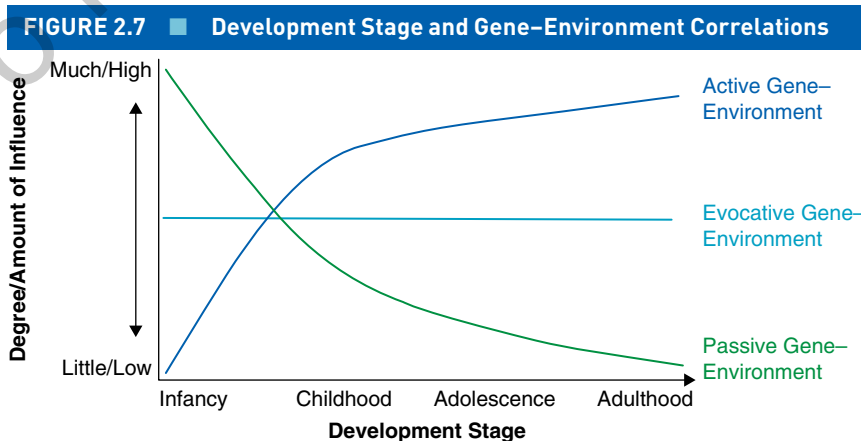 FIGURE 2.7 ■ Development Stage and Gene–Environment Correlations
Much/High
Degree/Amount of Influence
Little/Low
Active Gene–
Environment
Evocative Gene–
Environment
Passive Gene–
Environment
Infancy Childhood Adolescence Adulthood
Development Stage